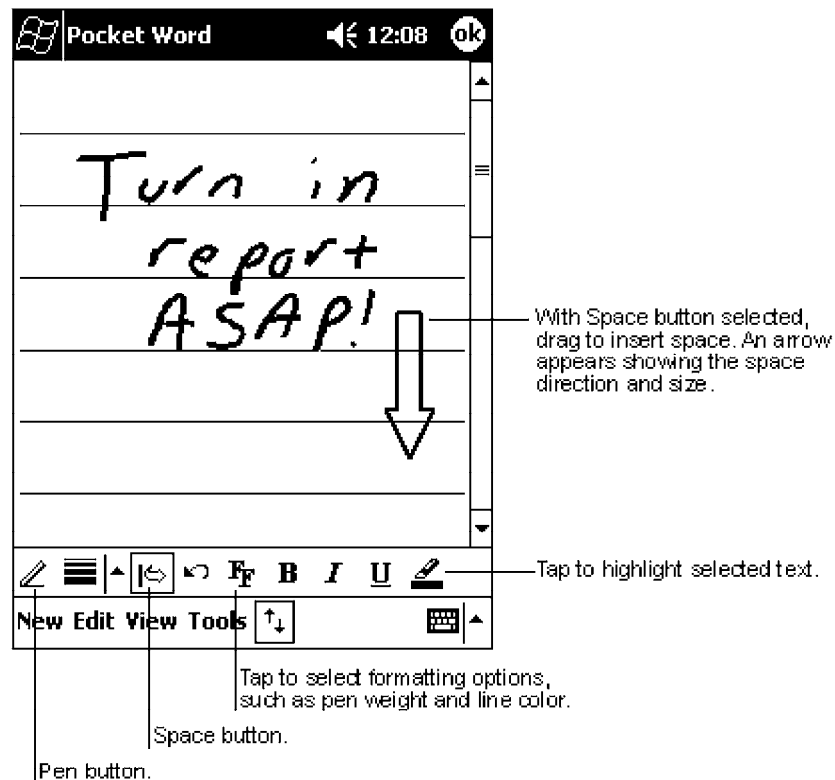 Pocket Word 12:08 ok
Turn in
report
ASAP!
With Space button selected,
drag to insert space. An arrow
appears showing the space
direction and size.
FF B I U
Tap to highlight selected text.
New Edit View Tools
Tap to select formatting options,
such as pen weight and line color.
Space button.
Pen button.